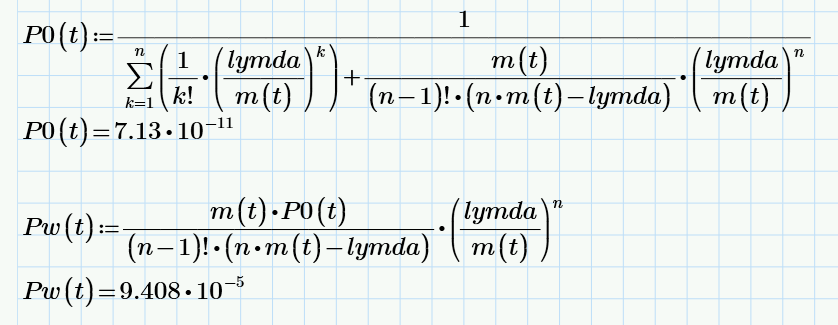 P0(t):=1/(∑_{k=1}^{n}(1/k!·(lymda/m(t))^k)+m(t)/((n−1)!·(n·m(t)−lymda))·(lymda/m(t))^n)
P0(t)=7.13·10^−11
Pw(t):=m(t)·P0(t)/((n−1)!·(n·m(t)−lymda))·(lymda/m(t))^n
Pw(t)=9.408·10^−5